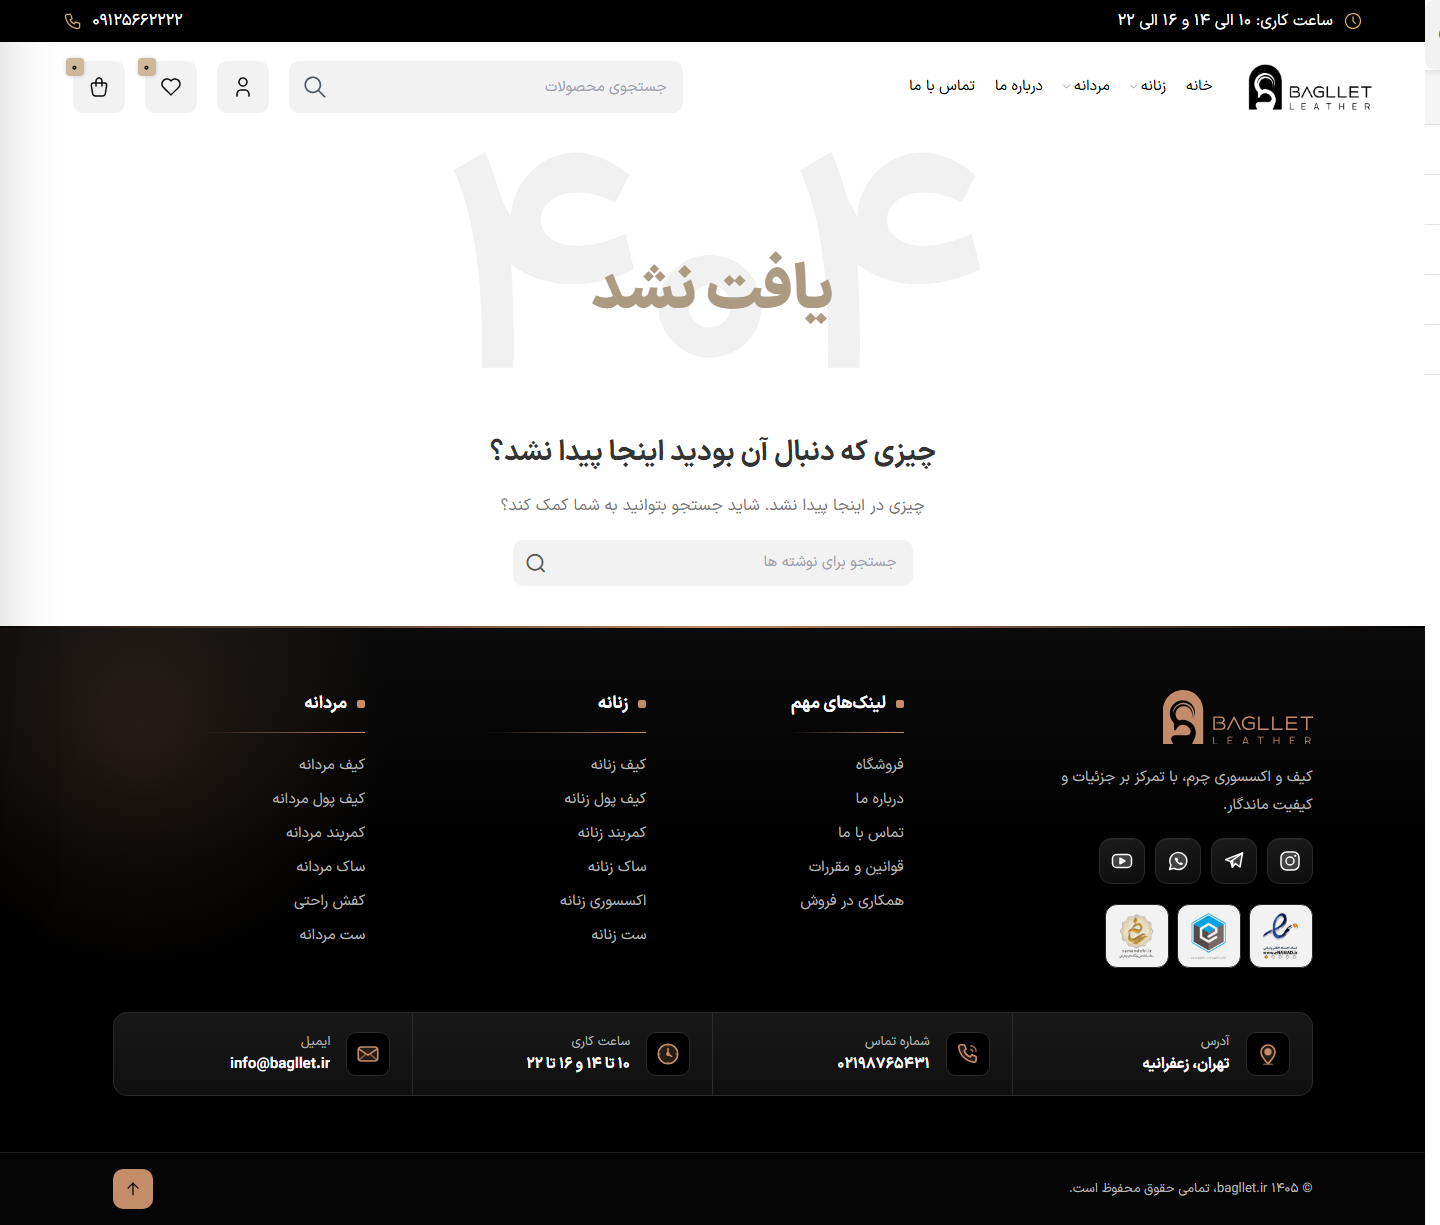 ساعت کاری: ۱۰ الی ۱۴ و ۱۶ الی ۲۲
۰۹۱۲۵۶۶۲۲۲۲
BAGLLET
LEATHER
خانه
زنانه
مردانه
درباره ما
تماس با ما
جستجوی محصولات
۰
۰
۴۰۴
یافت نشد
چیزی که دنبال آن بودید اینجا پیدا نشد؟
چیزی در اینجا پیدا نشد. شاید جستجو بتوانید به شما کمک کند؟
جستجو برای نوشته ها
BAGLLET
LEATHER
کیف و اکسسوری چرم، با تمرکز بر جزئیات و
کیفیت ماندگار.
لینک‌های مهم
فروشگاه
درباره ما
تماس با ما
قوانین و مقررات
همکاری در فروش
زنانه
کیف زنانه
کیف پول زنانه
کمربند زنانه
ساک زنانه
اکسسوری زنانه
ست زنانه
مردانه
کیف مردانه
کیف پول مردانه
کمربند مردانه
ساک مردانه
کفش راحتی
ست مردانه
آدرس
تهران، زعفرانیه
شماره تماس
۰۲۱۹۸۷۶۵۴۳۱
ساعت کاری
۱۰ تا ۱۴ و ۱۶ تا ۲۲
ایمیل
info@bagllet.ir
© ۱۴۰۵ bagllet.ir، تمامی حقوق محفوظ است.